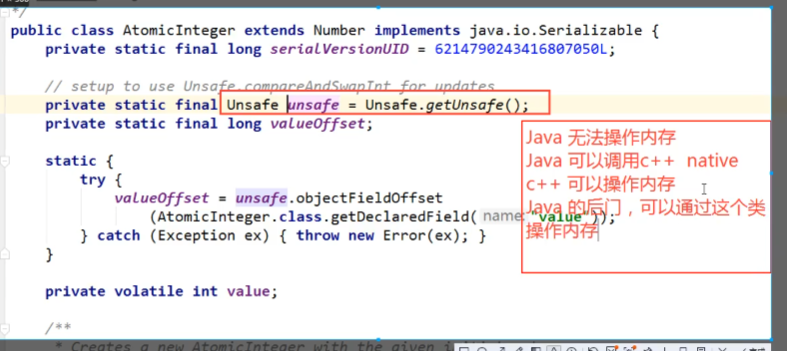 */
public class AtomicInteger extends Number implements java.io.Serializable {
private static final long serialVersionUID = 6214790243416807050L;
// setup to use Unsafe.compareAndSwapInt for updates
private static final Unsafe unsafe = Unsafe.getUnsafe();
private static final long valueOffset;
static {
try {
valueOffset = unsafe.objectFieldOffset
(AtomicInteger.class.getDeclaredField( name: "value"));
} catch (Exception ex) { throw new Error(ex); }
}
private volatile int value;
/**
* Creates a new AtomicInteger with the given
Java 无法操作内存
Java 可以调用c++ native
c++ 可以操作内存
Java 的后门，可以通过这个类
操作内存